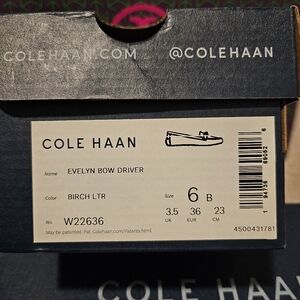 COLEHAAN.COM @COLEHAAN
COLE HAAN
Name EVELYN BOW DRIVER
Color BIRCH LTR Size 6 B
3.5 36 23
UK EUR CM
No. W22636
May be patented. Pat. Colehaan.com/Patents.html
4500431781
COLE HAAN